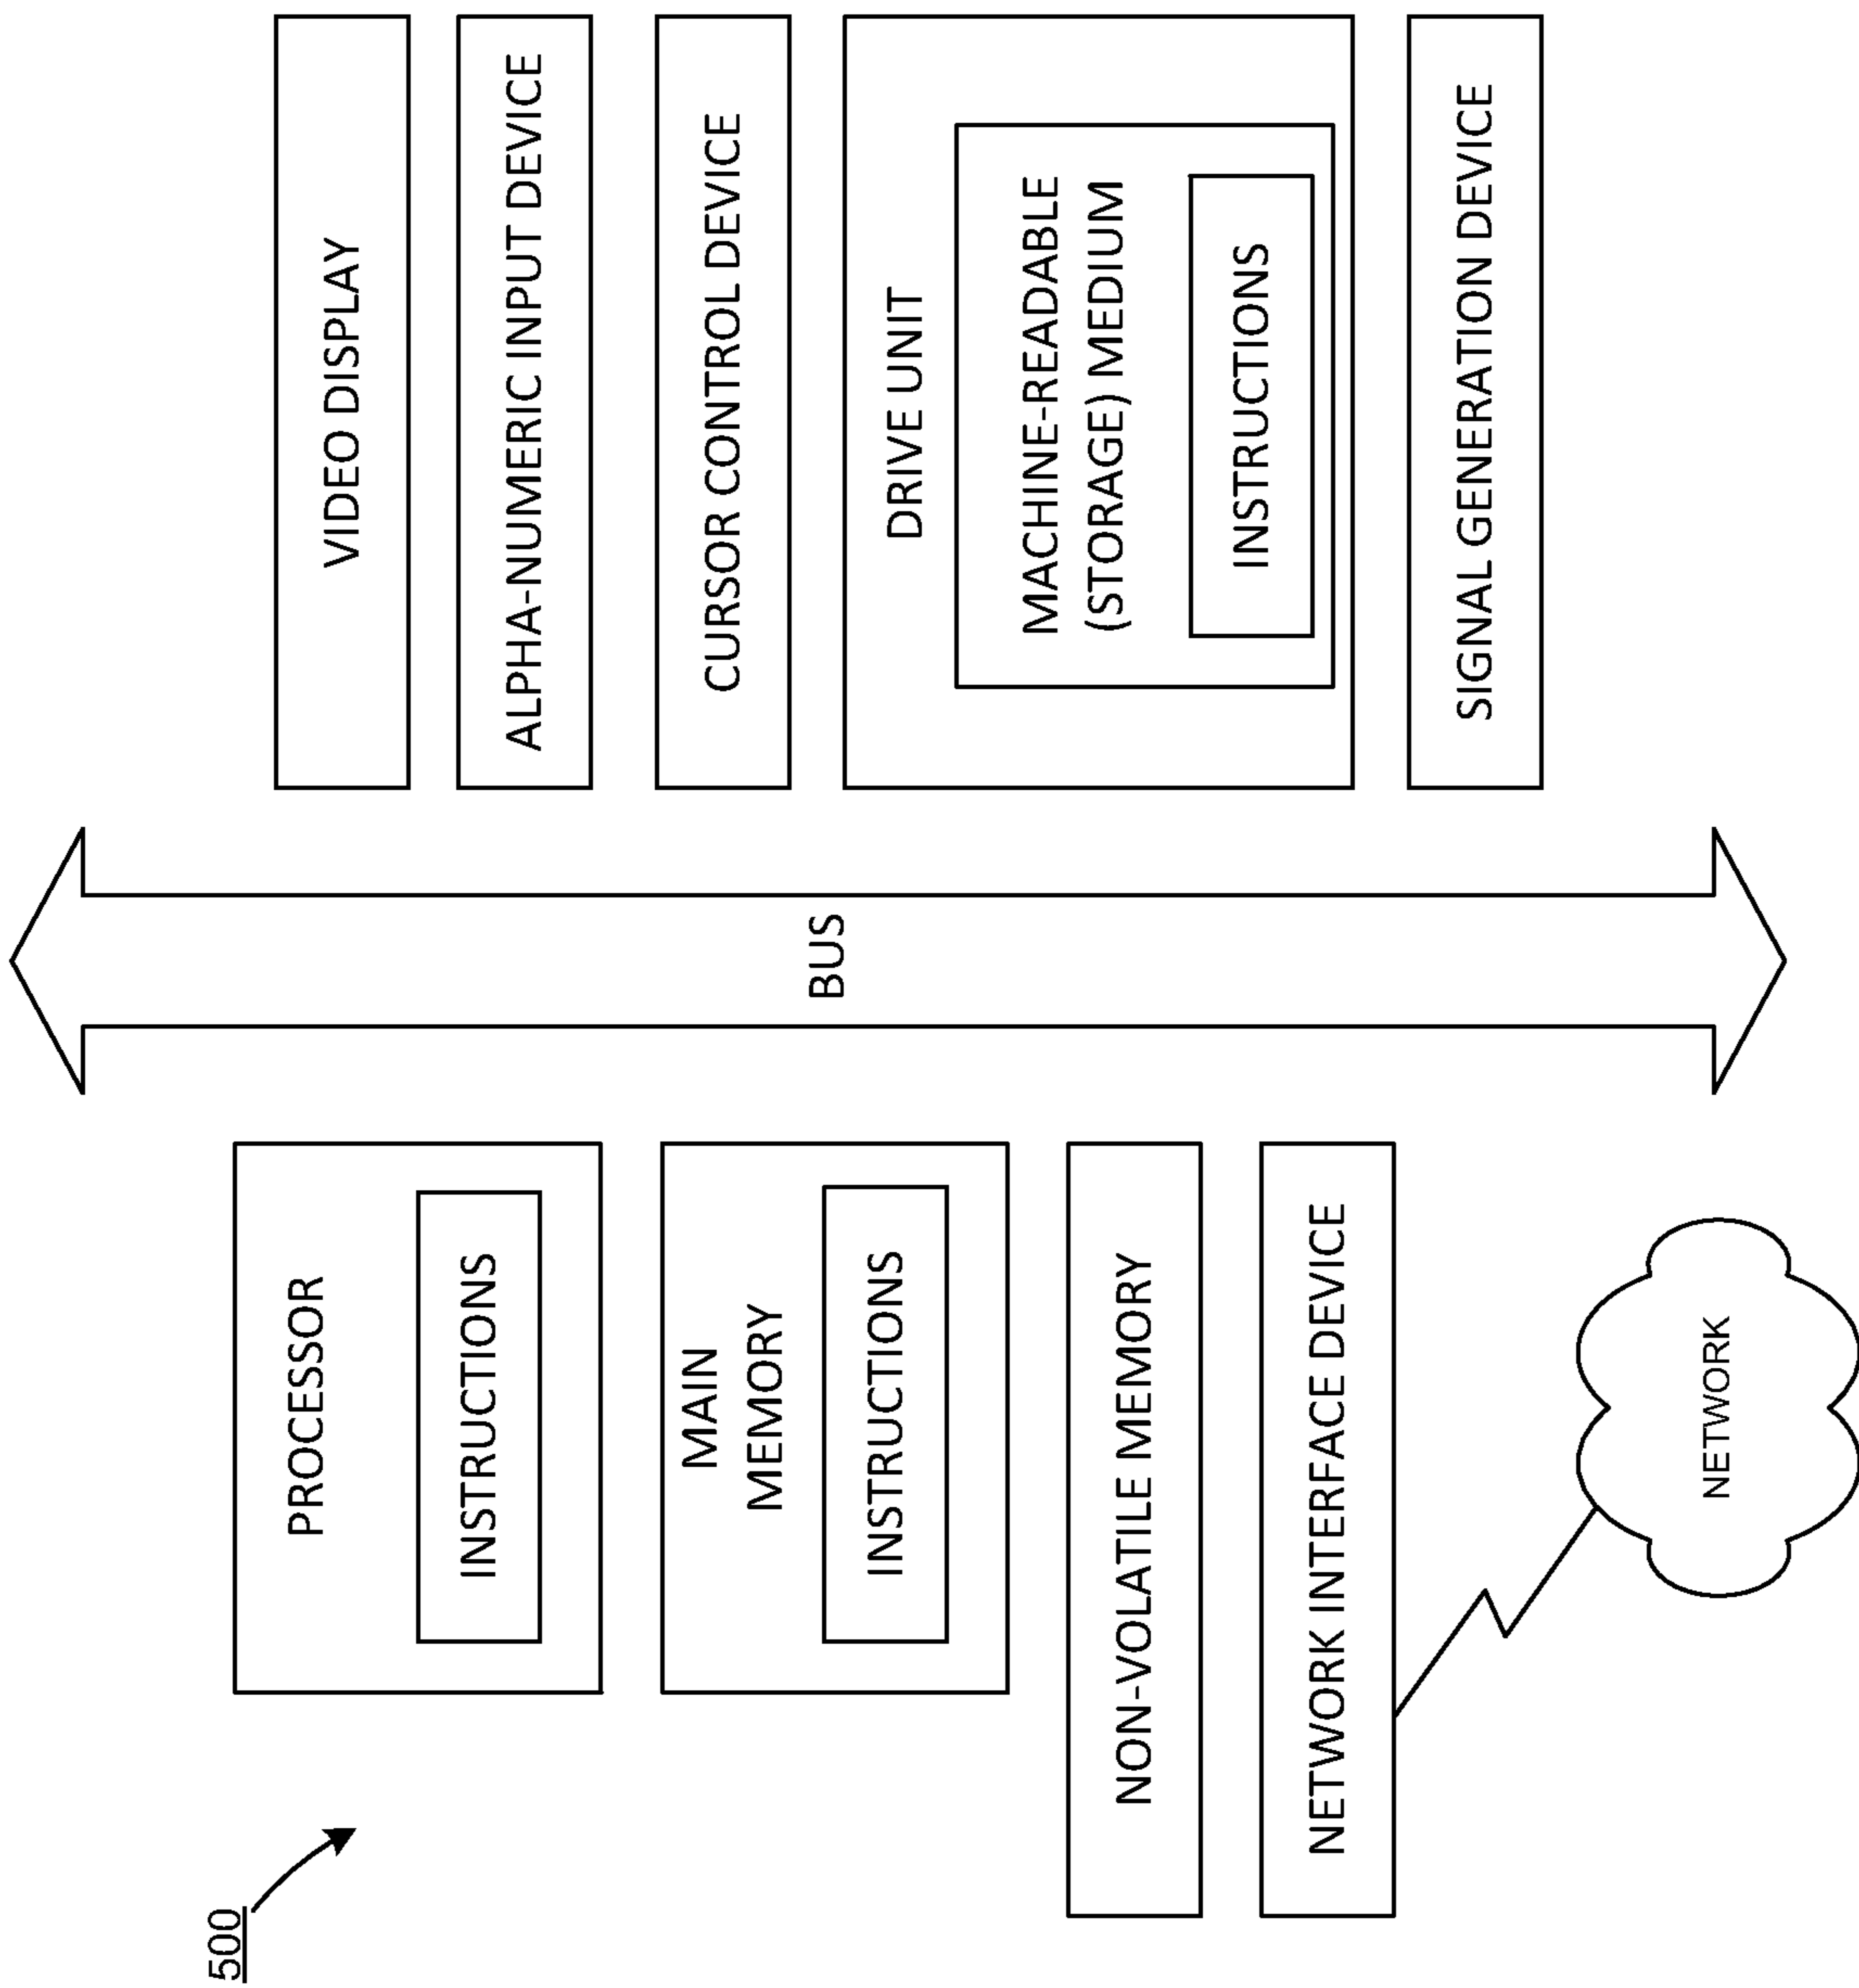 500
PROCESSOR
INSTRUCTIONS
MAIN
MEMORY
INSTRUCTIONS
NON-VOLATILE MEMORY
NETWORK INTERFACE DEVICE
NETWORK
BUS
VIDEO DISPLAY
ALPHA-NUMERIC INPUT DEVICE
CURSOR CONTROL DEVICE
DRIVE UNIT
MACHINE-READABLE
(STORAGE) MEDIUM
INSTRUCTIONS
SIGNAL GENERATION DEVICE